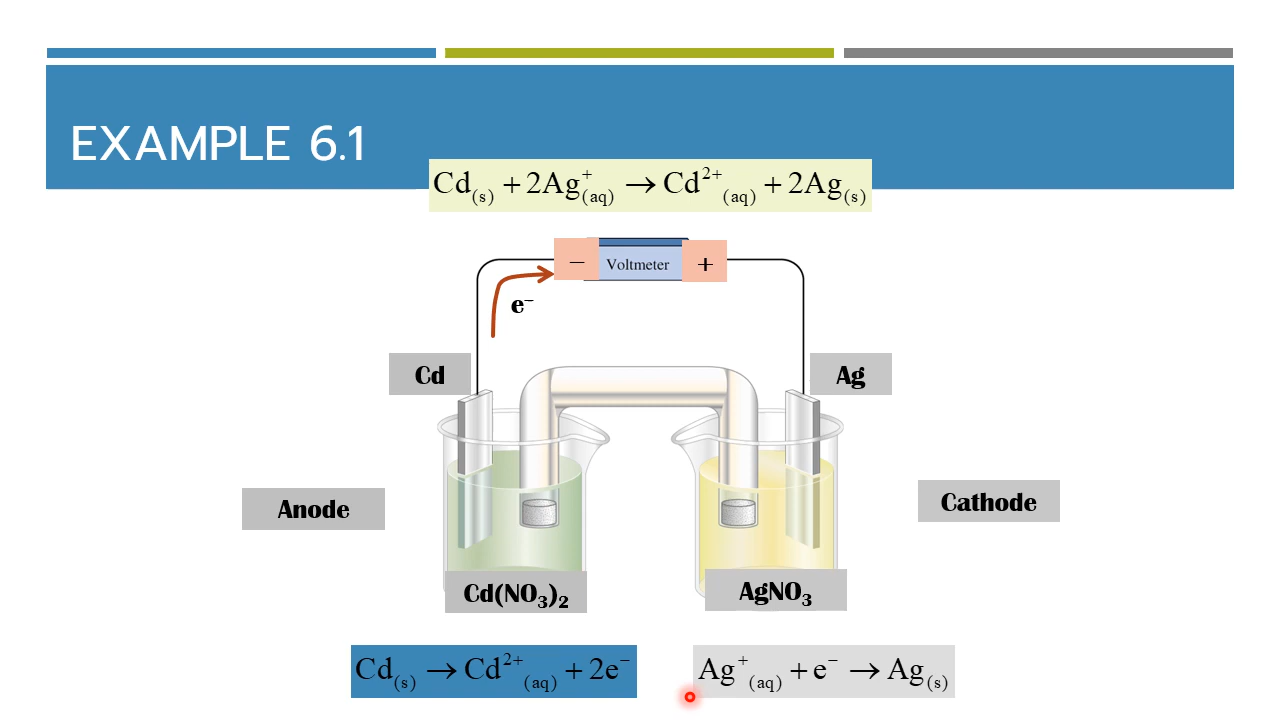 EXAMPLE 6.1
Cd(s) + 2Ag⁺(aq) → Cd²⁺(aq) + 2Ag(s)
− Voltmeter +
e⁻
Cd
Ag
Anode
Cathode
Cd(NO₃)₂
AgNO₃
Cd(s) → Cd²⁺(aq) + 2e⁻
Ag⁺(aq) + e⁻ → Ag(s)